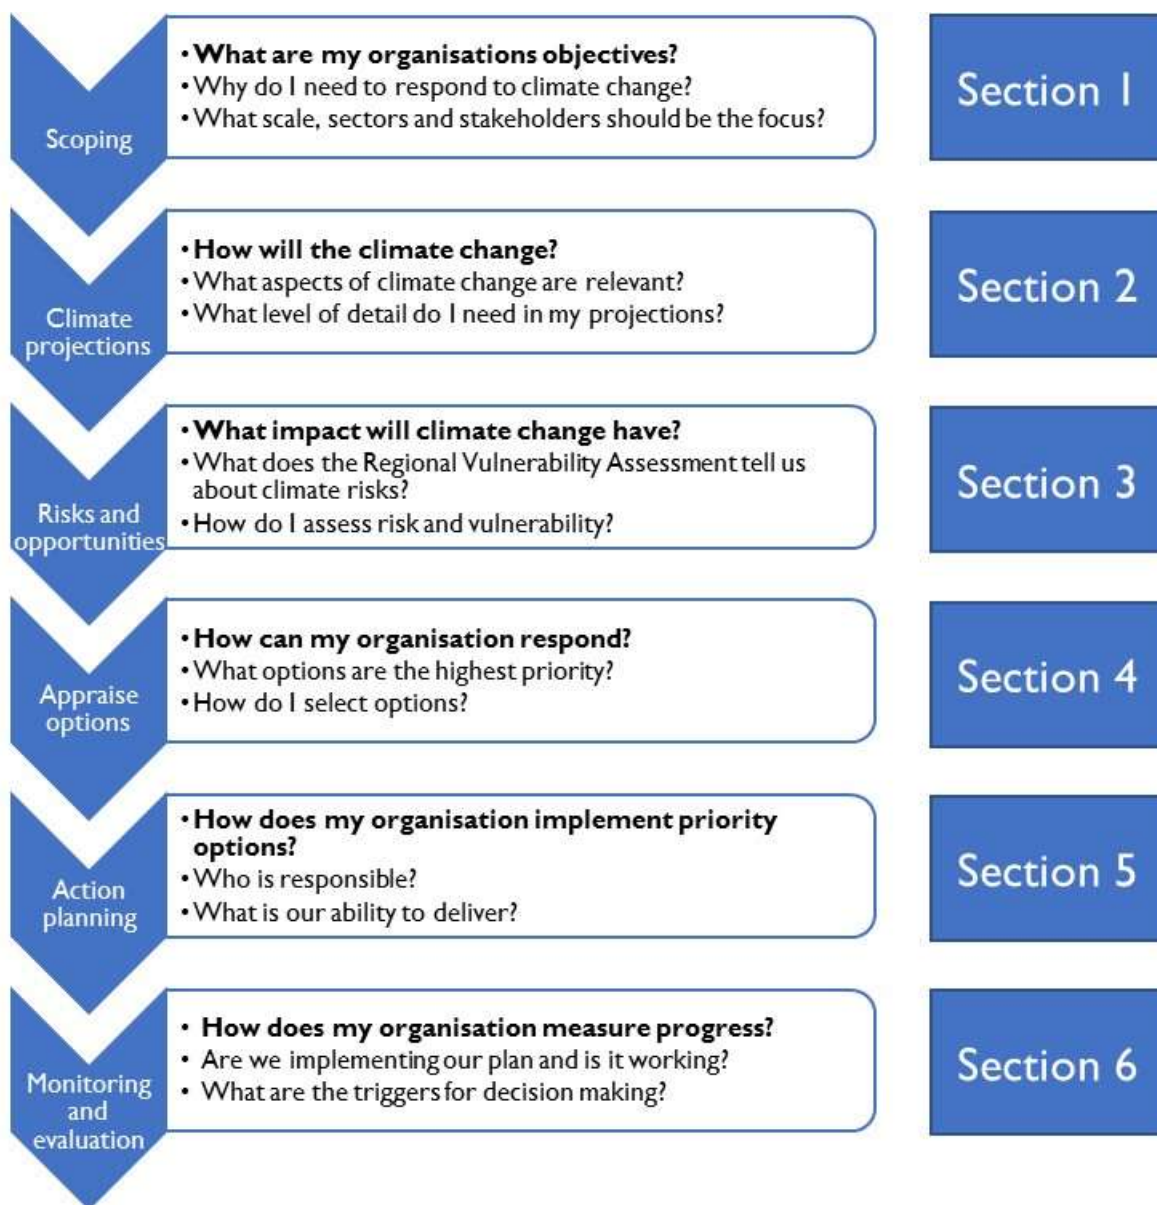 Scoping
• What are my organisations objectives?
• Why do I need to respond to climate change?
• What scale, sectors and stakeholders should be the focus?
Section 1
Climate
projections
• How will the climate change?
• What aspects of climate change are relevant?
• What level of detail do I need in my projections?
Section 2
Risks and
opportunities
• What impact will climate change have?
• What does the Regional Vulnerability Assessment tell us
about climate risks?
• How do I assess risk and vulnerability?
Section 3
Appraise
options
• How can my organisation respond?
• What options are the highest priority?
• How do I select options?
Section 4
Action
planning
• How does my organisation implement priority
options?
• Who is responsible?
• What is our ability to deliver?
Section 5
Monitoring
and
evaluation
• How does my organisation measure progress?
• Are we implementing our plan and is it working?
• What are the triggers for decision making?
Section 6